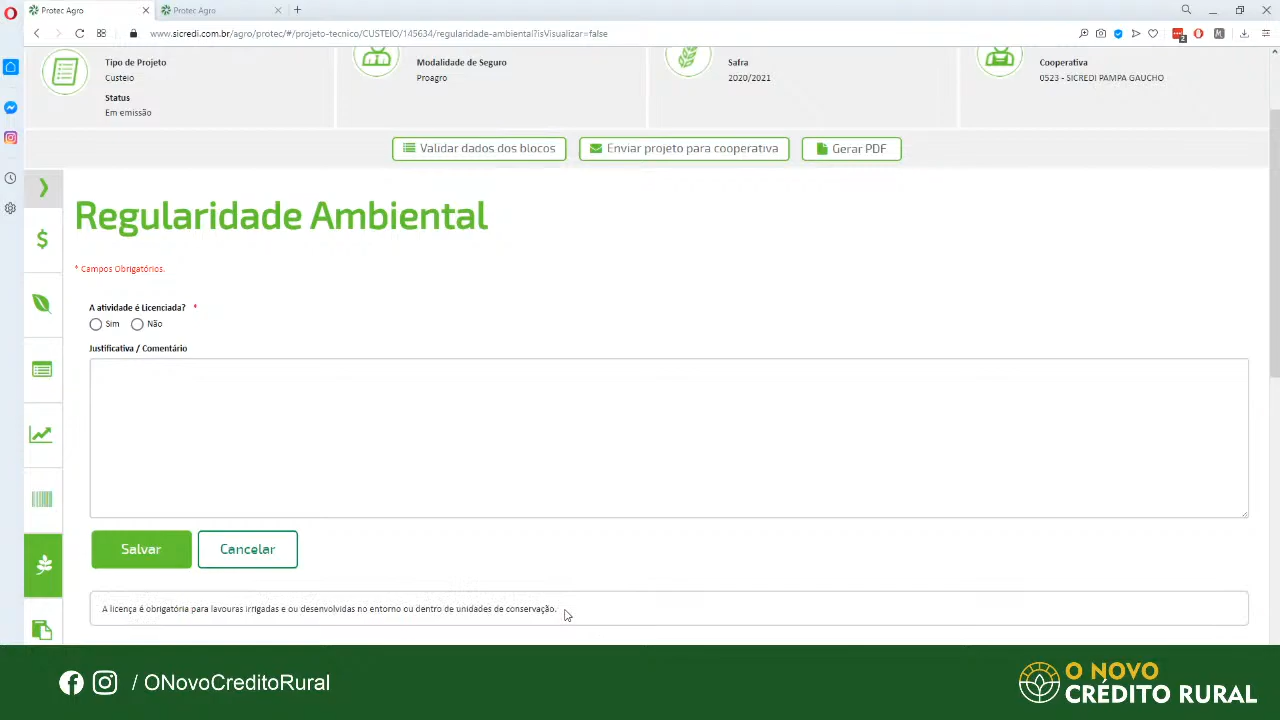 Protec Agro
Protec Agro
www.sicredi.com.br/agro/protec/#/projeto-tecnico/CUSTEIO/145634/regularidade-ambiental?isVisualizar=false
2
Tipo de Projeto
Custeio
Status
Em emissão
Modalidade de Seguro
Proagro
Safra
2020/2021
Cooperativa
0523 - SICREDI PAMPA GAUCHO
Validar dados dos blocos
Enviar projeto para cooperativa
Gerar PDF
Regularidade Ambiental
* Campos Obrigatórios.
A atividade é Licenciada? *
Sim Não
Justificativa / Comentário
Salvar
Cancelar
A licença é obrigatória para lavouras irrigadas e ou desenvolvidas no entorno ou dentro de unidades de conservação.
/ ONovoCreditoRural
O NOVO
CRÉDITO RURAL